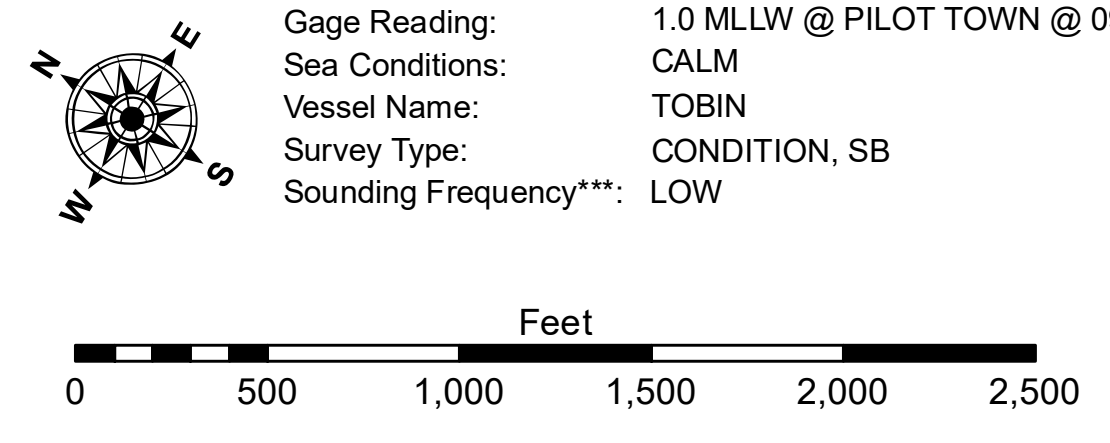 N
E
S
W
Gage Reading: 1.0 MLLW @ PILOT TOWN @ 09
Sea Conditions: CALM
Vessel Name: TOBIN
Survey Type: CONDITION, SB
Sounding Frequency***: LOW
Feet
0 500 1,000 1,500 2,000 2,500